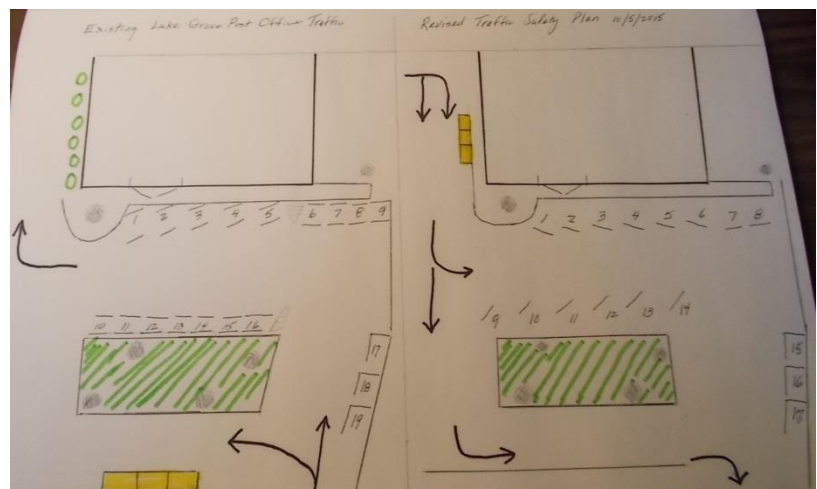 Existing Lake Grove Post Office Traffic
Revised Traffic Safety Plan 11/5/2015
1 2 3 4 5 6 7 8 9
10 11 12 13 14 15 16
17
18
19
1 2 3 4 5 6 7 8
9 10 11 12 13 14
15
16
17